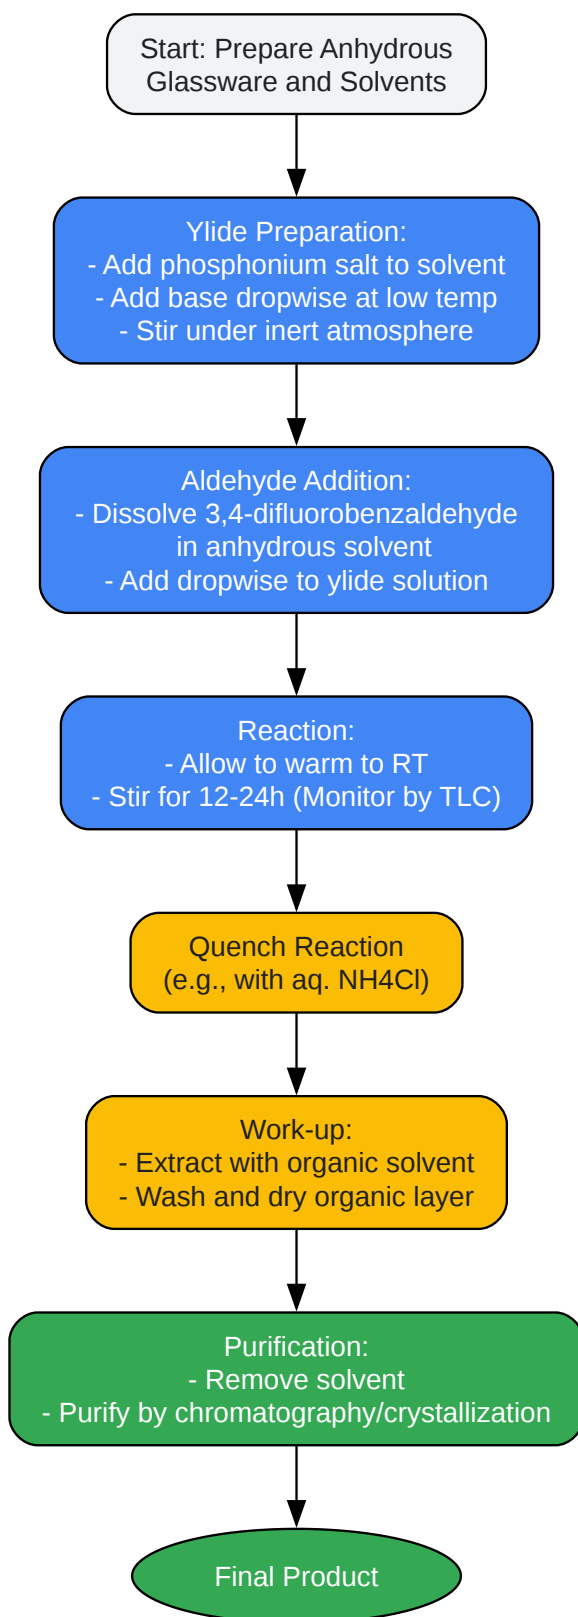 Start: Prepare Anhydrous
Glassware and Solvents
Ylide Preparation:
- Add phosphonium salt to solvent
- Add base dropwise at low temp
- Stir under inert atmosphere
Aldehyde Addition:
- Dissolve 3,4-difluorobenzaldehyde
in anhydrous solvent
- Add dropwise to ylide solution
Reaction:
- Allow to warm to RT
- Stir for 12-24h (Monitor by TLC)
Quench Reaction
(e.g., with aq. NH4Cl)
Work-up:
- Extract with organic solvent
- Wash and dry organic layer
Purification:
- Remove solvent
- Purify by chromatography/crystallization
Final Product